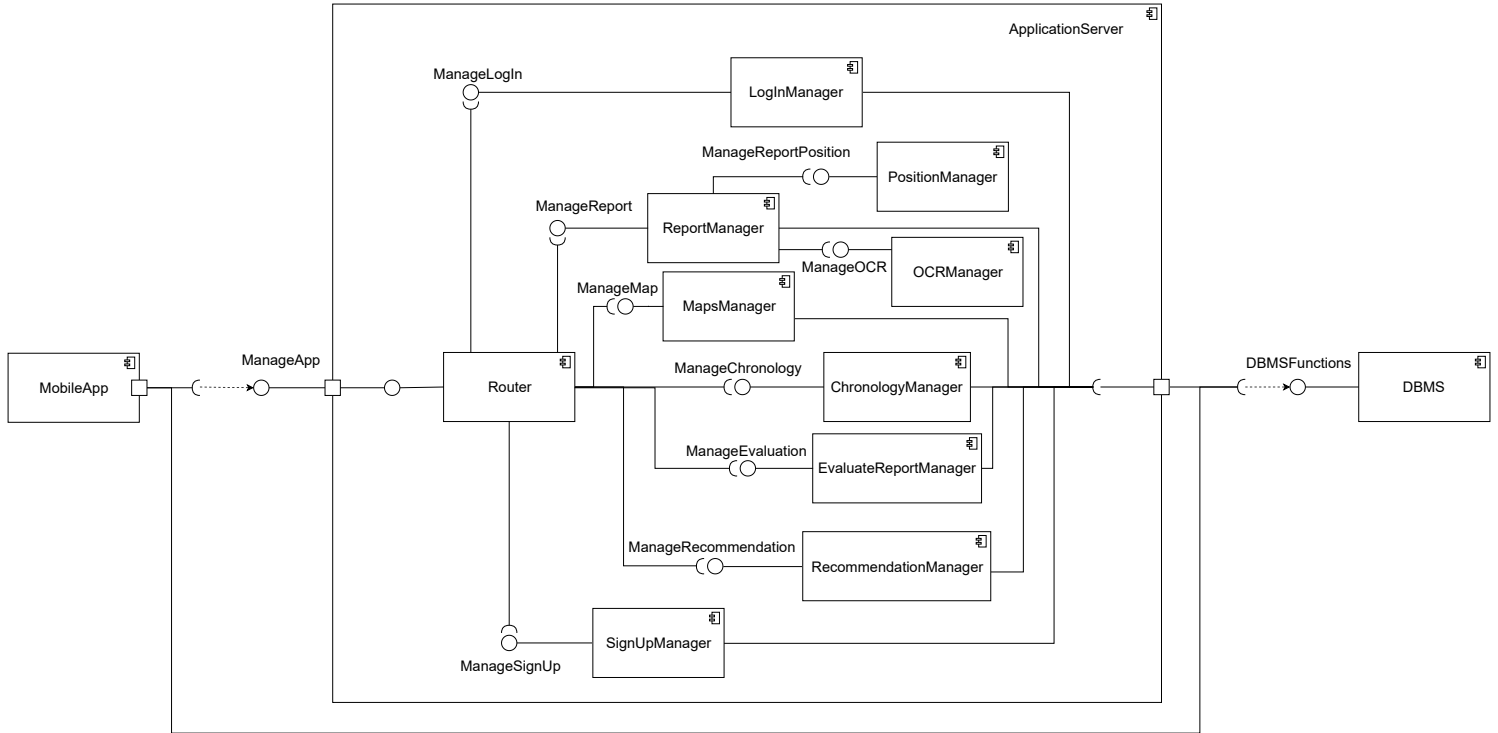 ApplicationServer
ManageLogIn
LogInManager
ManageReportPosition
PositionManager
ManageReport
ReportManager
ManageOCR
OCRManager
ManageMap
MapsManager
MobileApp
ManageApp
Router
ManageChronology
ChronologyManager
DBMSFunctions
DBMS
ManageEvaluation
EvaluateReportManager
ManageRecommendation
RecommendationManager
SignUpManager
ManageSignUp